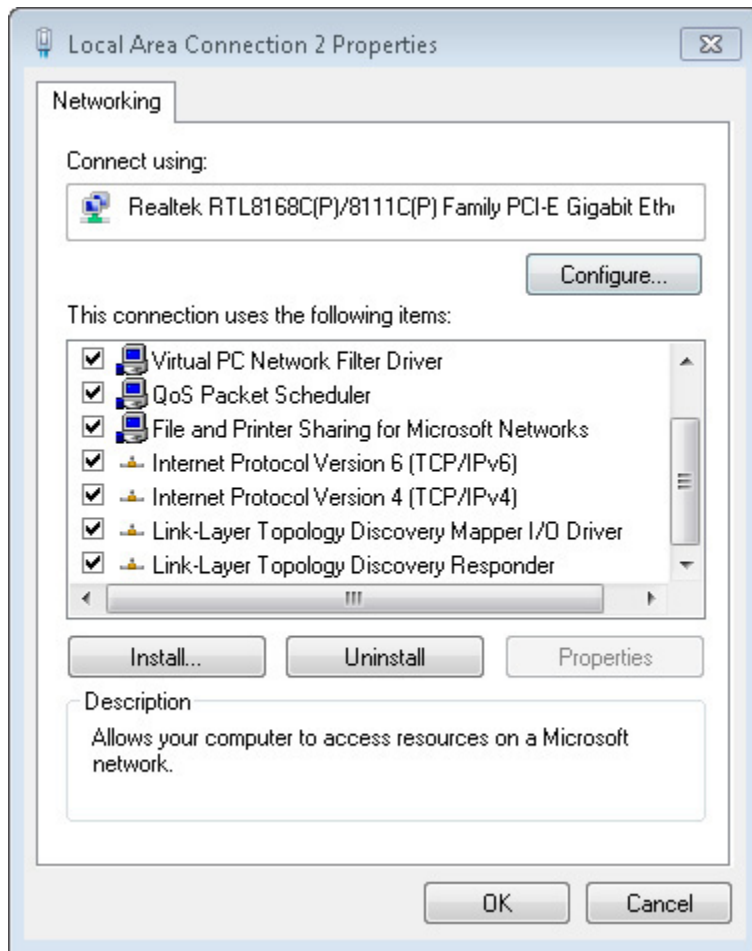 Local Area Connection 2 Properties
Networking
Connect using:
Realtek RTL8168C(P)/8111C(P) Family PCI-E Gigabit Eth
Configure...
This connection uses the following items:
Virtual PC Network Filter Driver
QoS Packet Scheduler
File and Printer Sharing for Microsoft Networks
Internet Protocol Version 6 (TCP/IPv6)
Internet Protocol Version 4 (TCP/IPv4)
Link-Layer Topology Discovery Mapper I/O Driver
Link-Layer Topology Discovery Responder
Install... Uninstall Properties
Description
Allows your computer to access resources on a Microsoft
network.
OK Cancel